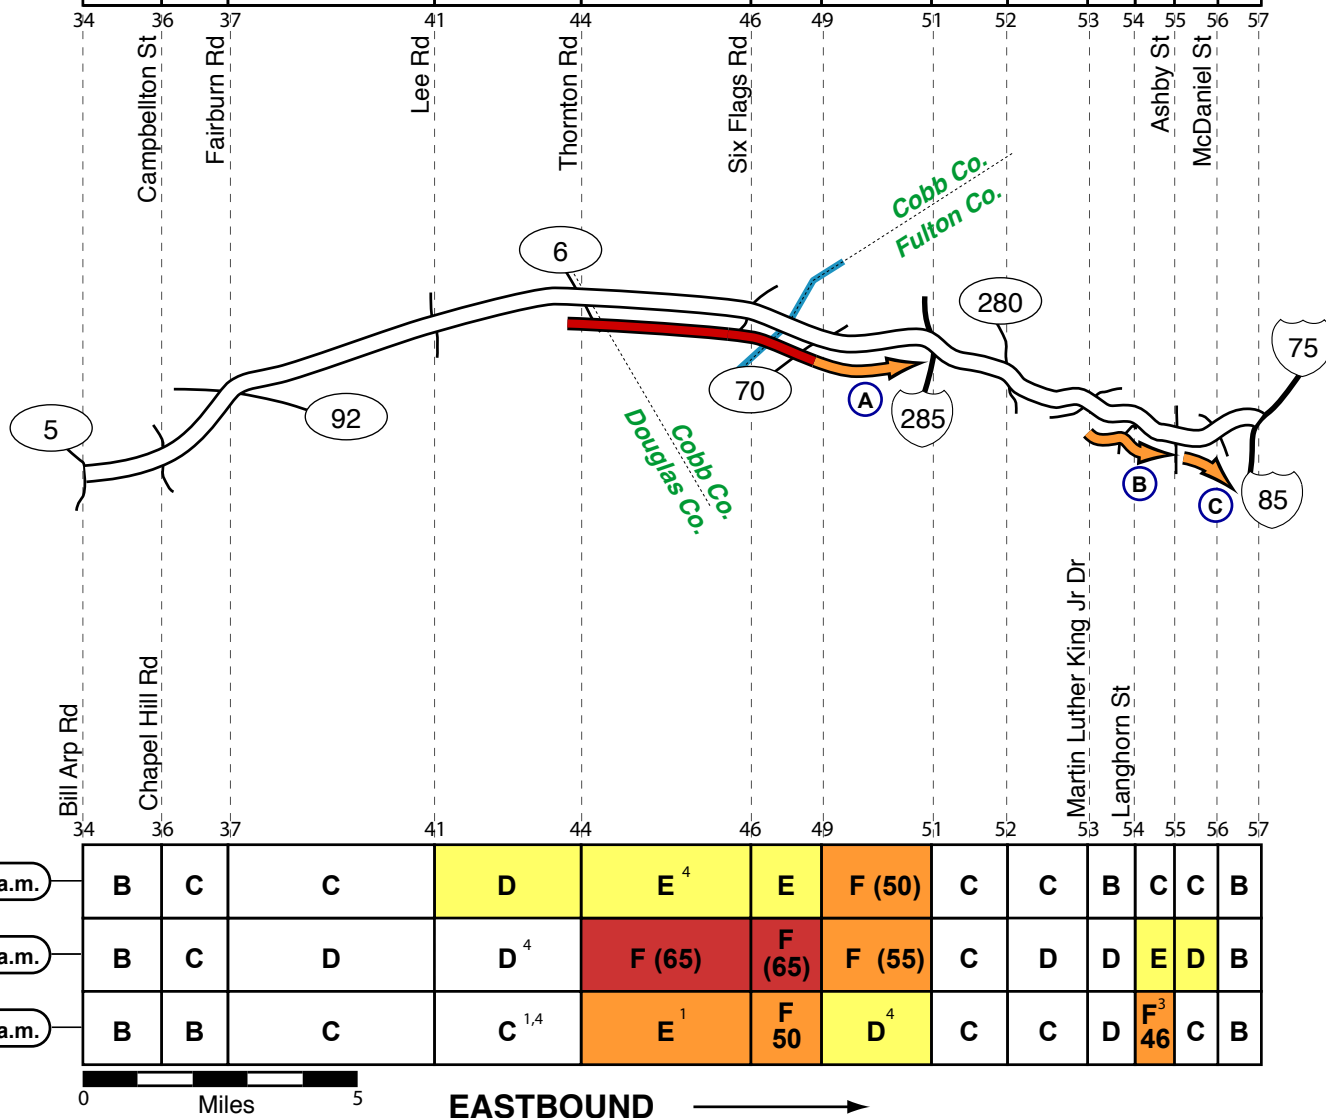 34 36 37 41 44 46 49 51 52 53 54 55 56 57
Campbellton St
Fairburn Rd
Lee Rd
Thornton Rd
Six Flags Rd
Ashby St
McDaniel St
Cobb Co.
Fulton Co.
6
280
75
5
92
70
A
285
Cobb Co.
Douglas Co.
B
C
85
Bill Arp Rd
Chapel Hill Rd
Martin Luther King Jr Dr
Langhorn St
34 36 37 41 44 46 49 51 52 53 54 55 56 57
a.m. B C C D E 4 E F (50) C C B C C B
a.m. B C D D 4 F (65) F (65) F (55) C D D E D B
a.m. B B C C 1,4 E 1 F 50 D 4 C C D F 3 46 C B
0 Miles 5
EASTBOUND